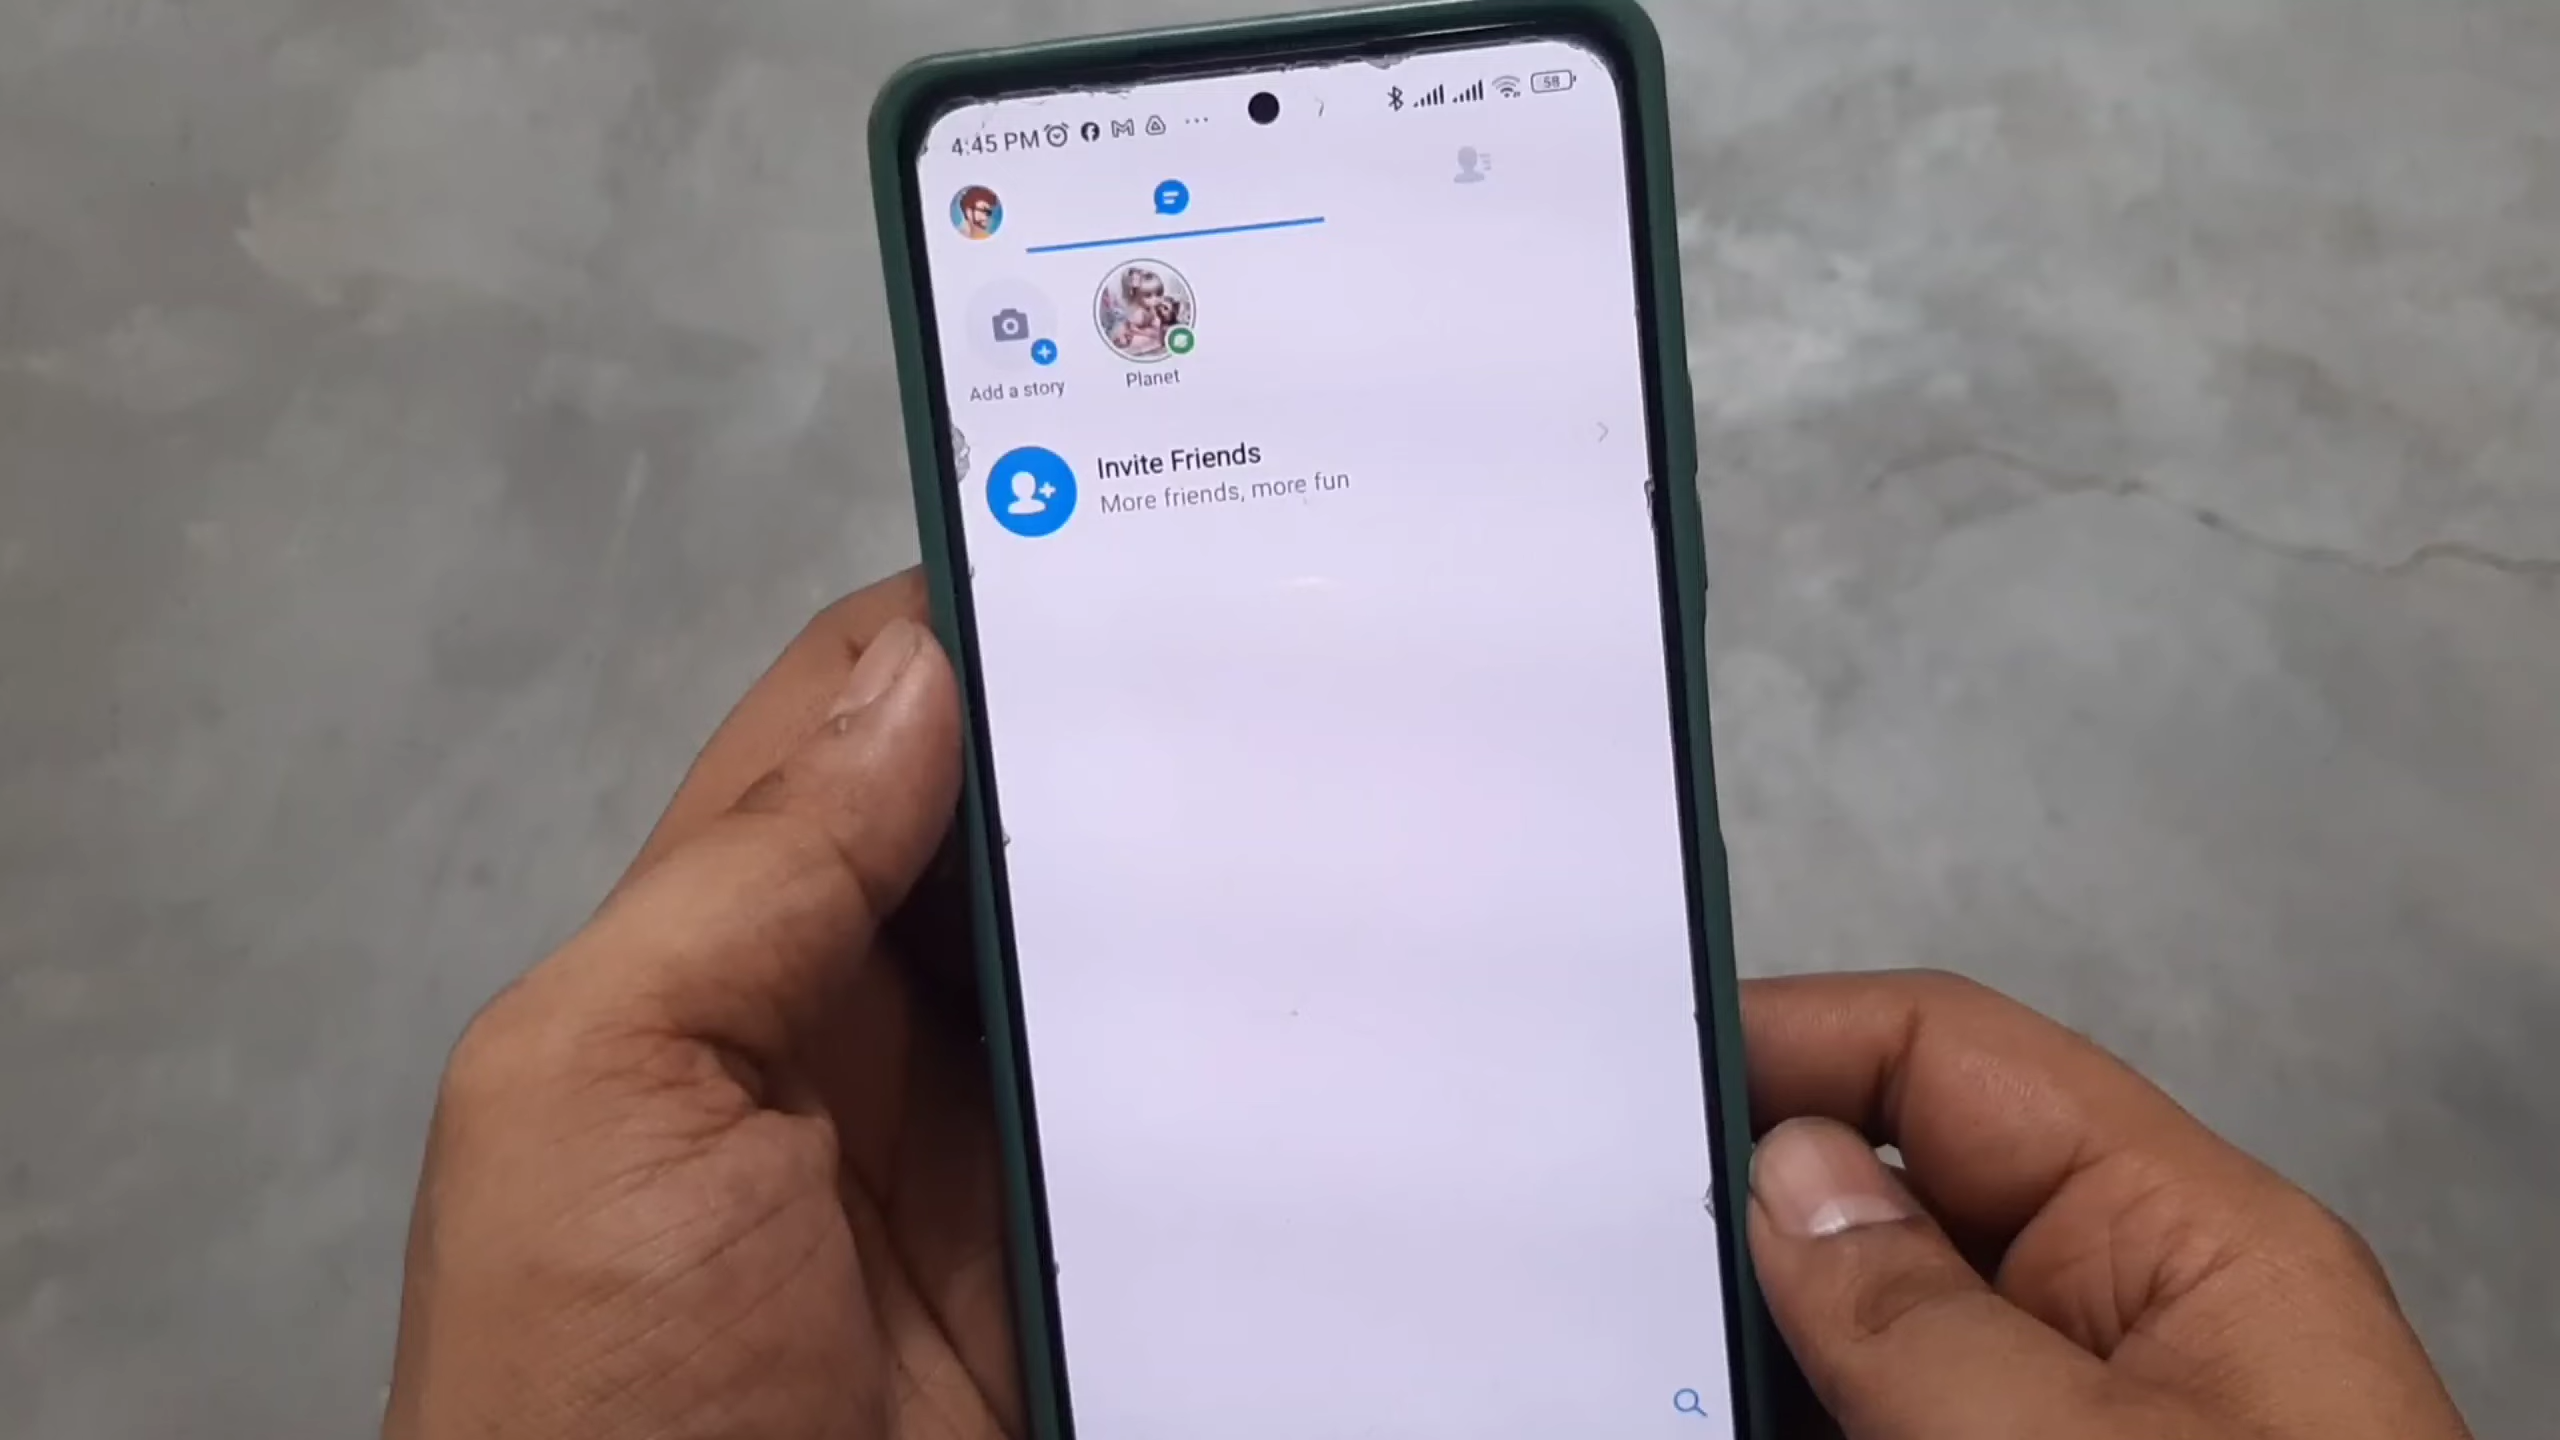 4:45 PM
58
Add a story
Planet
Invite Friends
More friends, more fun